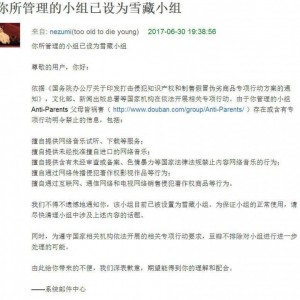 你所管理的小组已设为雪藏小组
来自: nezumi(too old to die young) 2017-06-30 19:38:56
你所管理的小组已设为雪藏小组
尊敬的用户，你好：
依据《国务院办公厅关于印发打击侵犯知识产权和制售假冒伪劣商品专项行动方案的通
知》，文化部、新闻出版总署等国家机构在依法开展相关专项行动。由于你管理的小组
Anti-Parents 父母皆祸害 ( http://www.douban.com/group/Anti-Parents/ ) 存在或含有专
项行动明令禁止的信息，包括：
擅自提供网络音乐试听、下载等服务；
擅自提供未经批准擅自进口的网络音乐；
擅自提供含有未经审查或备案、色情暴力等国家法律法规禁止内容网络音乐的行为；
擅自通过网络传播侵犯著作权影视作品等行为；
擅自通过互联网、通信网络和电视网络销售侵犯著作权商品等行为；
我们不得不遗憾地通知你，该小组目前已被设置为雪藏小组。为保证小组的正常使用，请
尽快清理小组中涉及上述内容的话题。
同时，为遵守国家相关机构依法开展的相关专项行动要求，豆瓣不排除对小组进行进一步
处理的可能。
由此给你带来的不便，我们深表歉意，期望能得到你的理解和配合。
——系统邮件中心